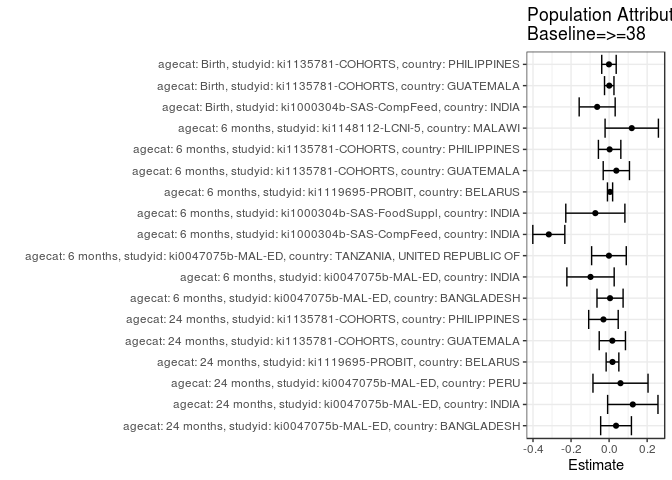 Population Attribut
Baseline=>=38
agecat: Birth, studyid: ki1135781-COHORTS, country: PHILIPPINES
agecat: Birth, studyid: ki1135781-COHORTS, country: GUATEMALA
agecat: Birth, studyid: ki1000304b-SAS-CompFeed, country: INDIA
agecat: 6 months, studyid: ki1148112-LCNI-5, country: MALAWI
agecat: 6 months, studyid: ki1135781-COHORTS, country: PHILIPPINES
agecat: 6 months, studyid: ki1135781-COHORTS, country: GUATEMALA
agecat: 6 months, studyid: ki1119695-PROBIT, country: BELARUS
agecat: 6 months, studyid: ki1000304b-SAS-FoodSuppl, country: INDIA
agecat: 6 months, studyid: ki1000304b-SAS-CompFeed, country: INDIA
agecat: 6 months, studyid: ki0047075b-MAL-ED, country: TANZANIA, UNITED REPUBLIC OF
agecat: 6 months, studyid: ki0047075b-MAL-ED, country: INDIA
agecat: 6 months, studyid: ki0047075b-MAL-ED, country: BANGLADESH
agecat: 24 months, studyid: ki1135781-COHORTS, country: PHILIPPINES
agecat: 24 months, studyid: ki1135781-COHORTS, country: GUATEMALA
agecat: 24 months, studyid: ki1119695-PROBIT, country: BELARUS
agecat: 24 months, studyid: ki0047075b-MAL-ED, country: PERU
agecat: 24 months, studyid: ki0047075b-MAL-ED, country: INDIA
agecat: 24 months, studyid: ki0047075b-MAL-ED, country: BANGLADESH
-0.4 -0.2 0.0 0.2
Estimate